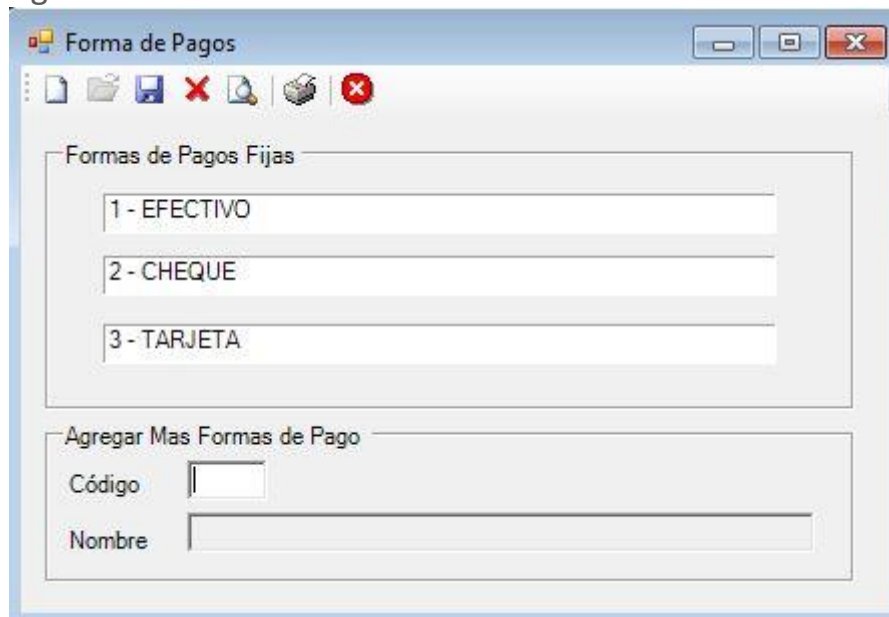 Forma de Pagos
Formas de Pagos Fijas
1 - EFECTIVO
2 - CHEQUE
3 - TARJETA
Agregar Mas Formas de Pago
Código
Nombre